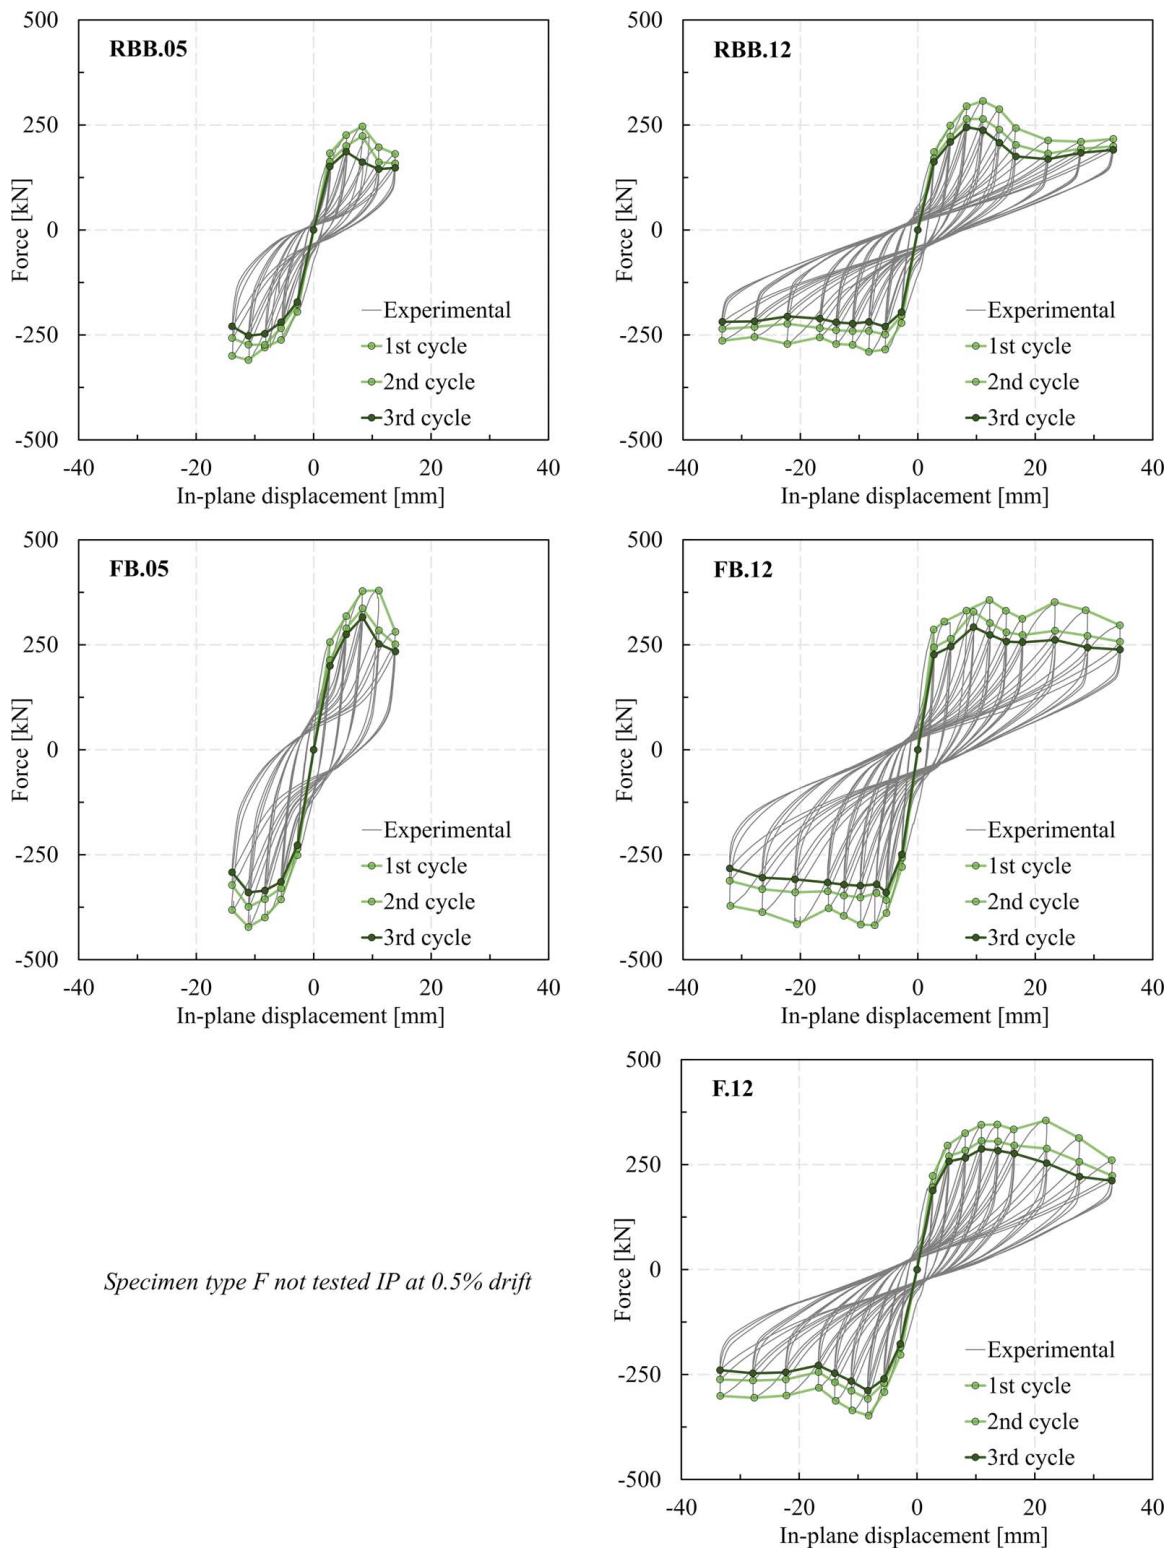 RBB.05
500
250
0
-250
-500
Force [kN]
Experimental
1st cycle
2nd cycle
3rd cycle
-40 -20 0 20 40
In-plane displacement [mm]
RBB.12
500
250
0
-250
-500
Force [kN]
Experimental
1st cycle
2nd cycle
3rd cycle
-40 -20 0 20 40
In-plane displacement [mm]
FB.05
500
250
0
-250
-500
Force [kN]
Experimental
1st cycle
2nd cycle
3rd cycle
-40 -20 0 20 40
In-plane displacement [mm]
FB.12
500
250
0
-250
-500
Force [kN]
Experimental
1st cycle
2nd cycle
3rd cycle
-40 -20 0 20 40
In-plane displacement [mm]
Specimen type F not tested IP at 0.5% drift
F.12
500
250
0
-250
-500
Force [kN]
Experimental
1st cycle
2nd cycle
3rd cycle
-40 -20 0 20 40
In-plane displacement [mm]